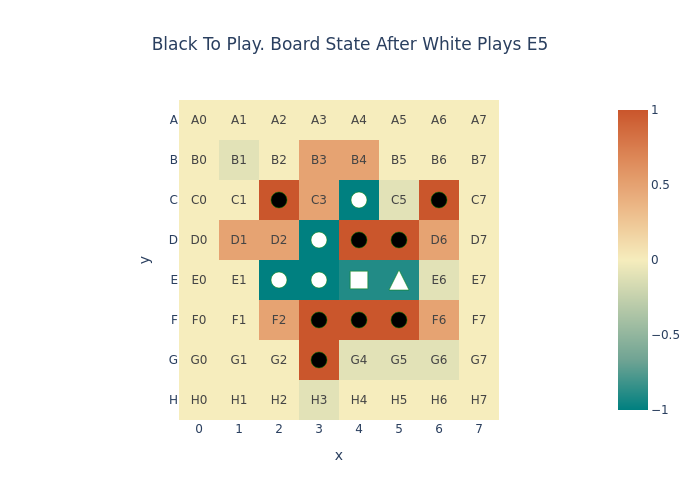 Black To Play. Board State After White Plays E5
A A0 A1 A2 A3 A4 A5 A6 A7
B B0 B1 B2 B3 B4 B5 B6 B7
C C0 C1 C3 C5 C7
D D0 D1 D2 D6 D7
E E0 E1 E6 E7
F F0 F1 F2 F6 F7
G G0 G1 G2 G4 G5 G6 G7
H H0 H1 H2 H3 H4 H5 H6 H7
0 1 2 3 4 5 6 7
x
y
1
0.5
0
−0.5
−1